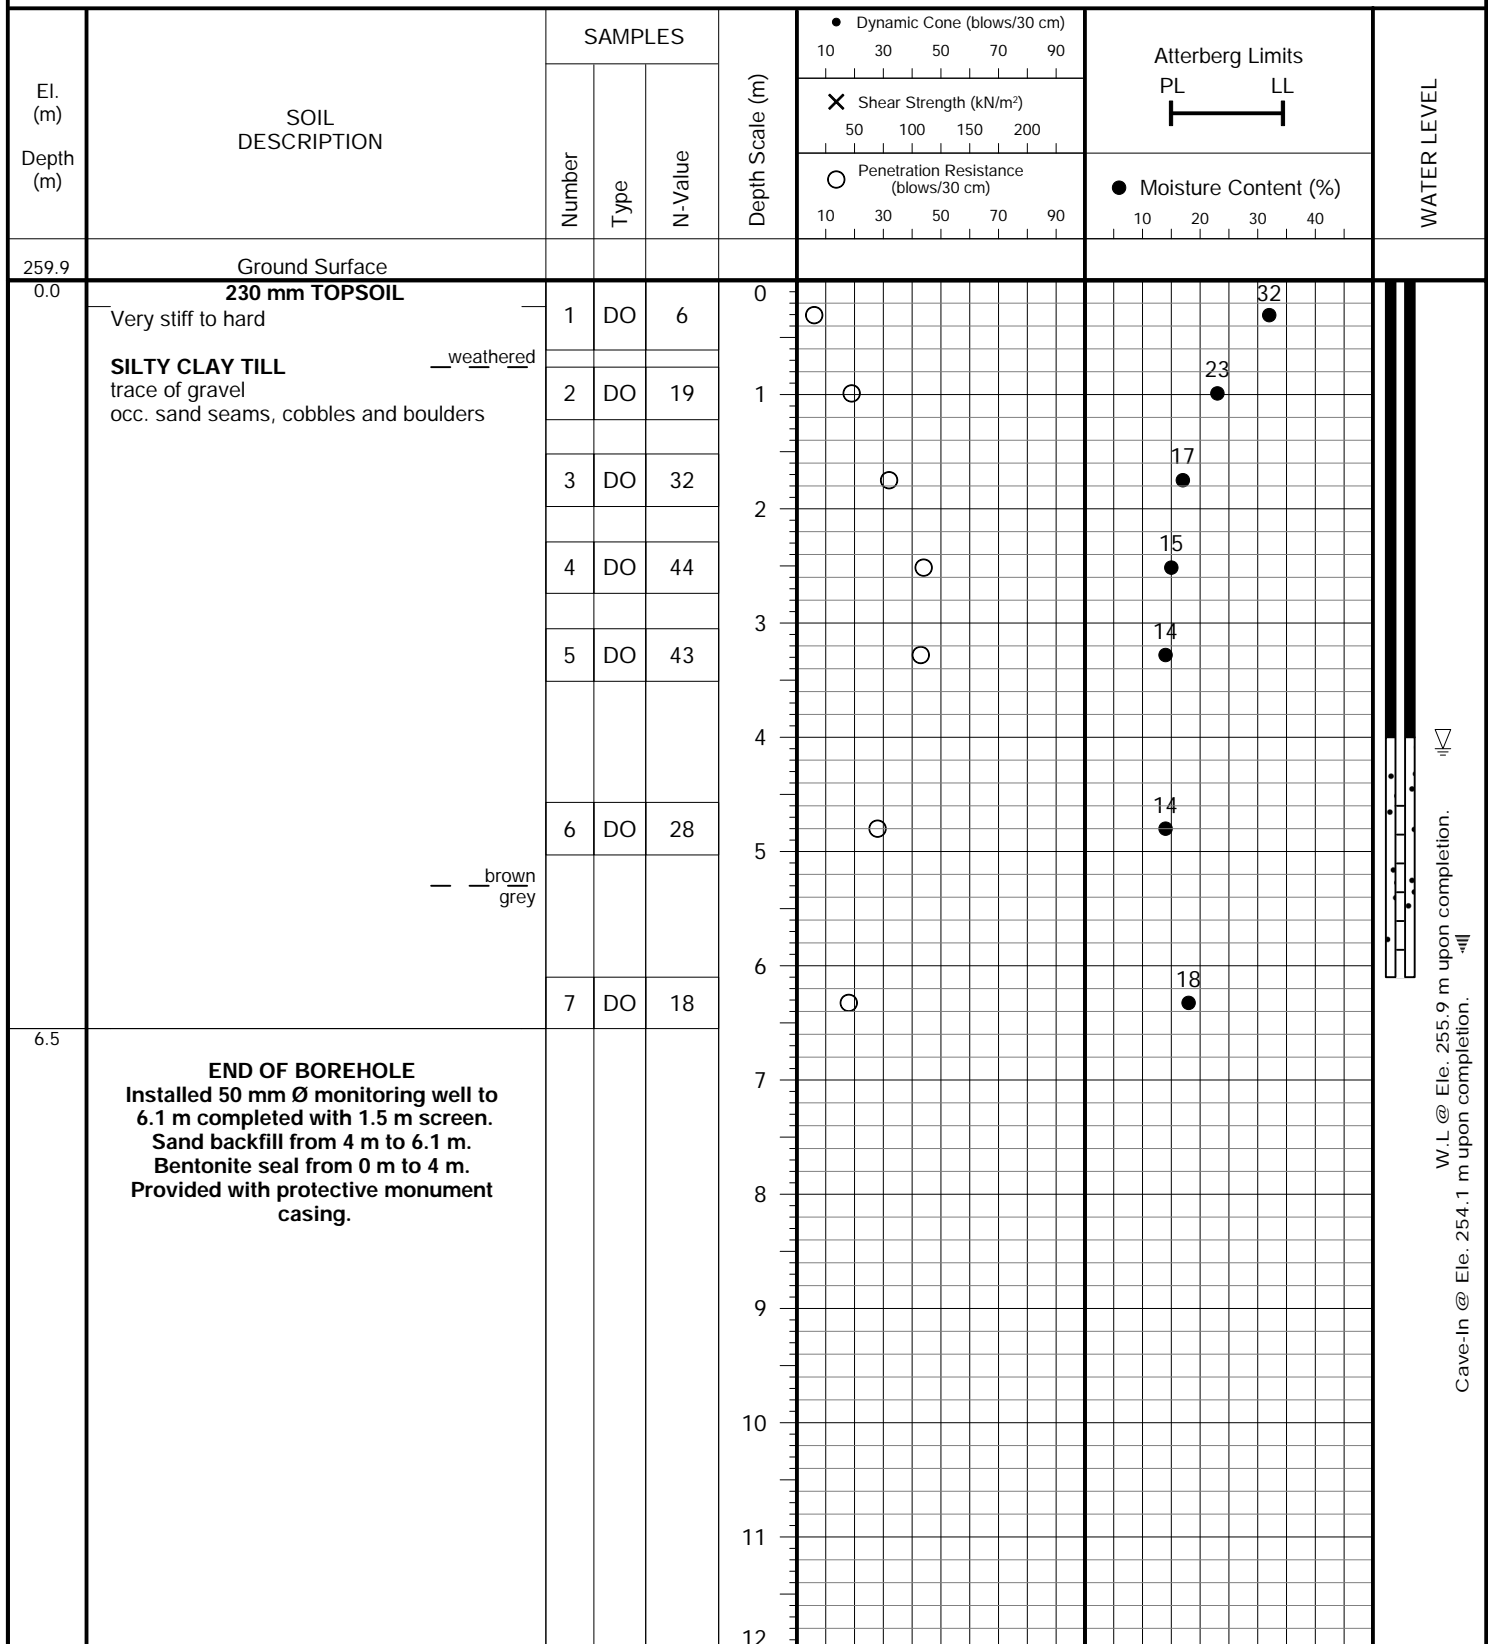 El.
(m)
Depth
(m)
SOIL
DESCRIPTION
SAMPLES
Number
Type
N-Value
Depth Scale (m)
Dynamic Cone (blows/30 cm)
10 30 50 70 90
Shear Strength (kN/m²)
50 100 150 200
Penetration Resistance
(blows/30 cm)
10 30 50 70 90
Atterberg Limits
PL LL
Moisture Content (%)
10 20 30 40
WATER LEVEL
259.9 Ground Surface
0.0 230 mm TOPSOIL
Very stiff to hard
weathered
SILTY CLAY TILL
trace of gravel
occ. sand seams, cobbles and boulders
brown
grey
1 DO 6
2 DO 19
3 DO 32
4 DO 44
5 DO 43
6 DO 28
7 DO 18
6.5
END OF BOREHOLE
Installed 50 mm Ø monitoring well to
6.1 m completed with 1.5 m screen.
Sand backfill from 4 m to 6.1 m.
Bentonite seal from 0 m to 4 m.
Provided with protective monument
casing.
0
1
2
3
4
5
6
7
8
9
10
11
12
32
23
17
15
14
14
18
W.L @ Ele. 255.9 m upon completion.
Cave-In @ Ele. 254.1 m upon completion.